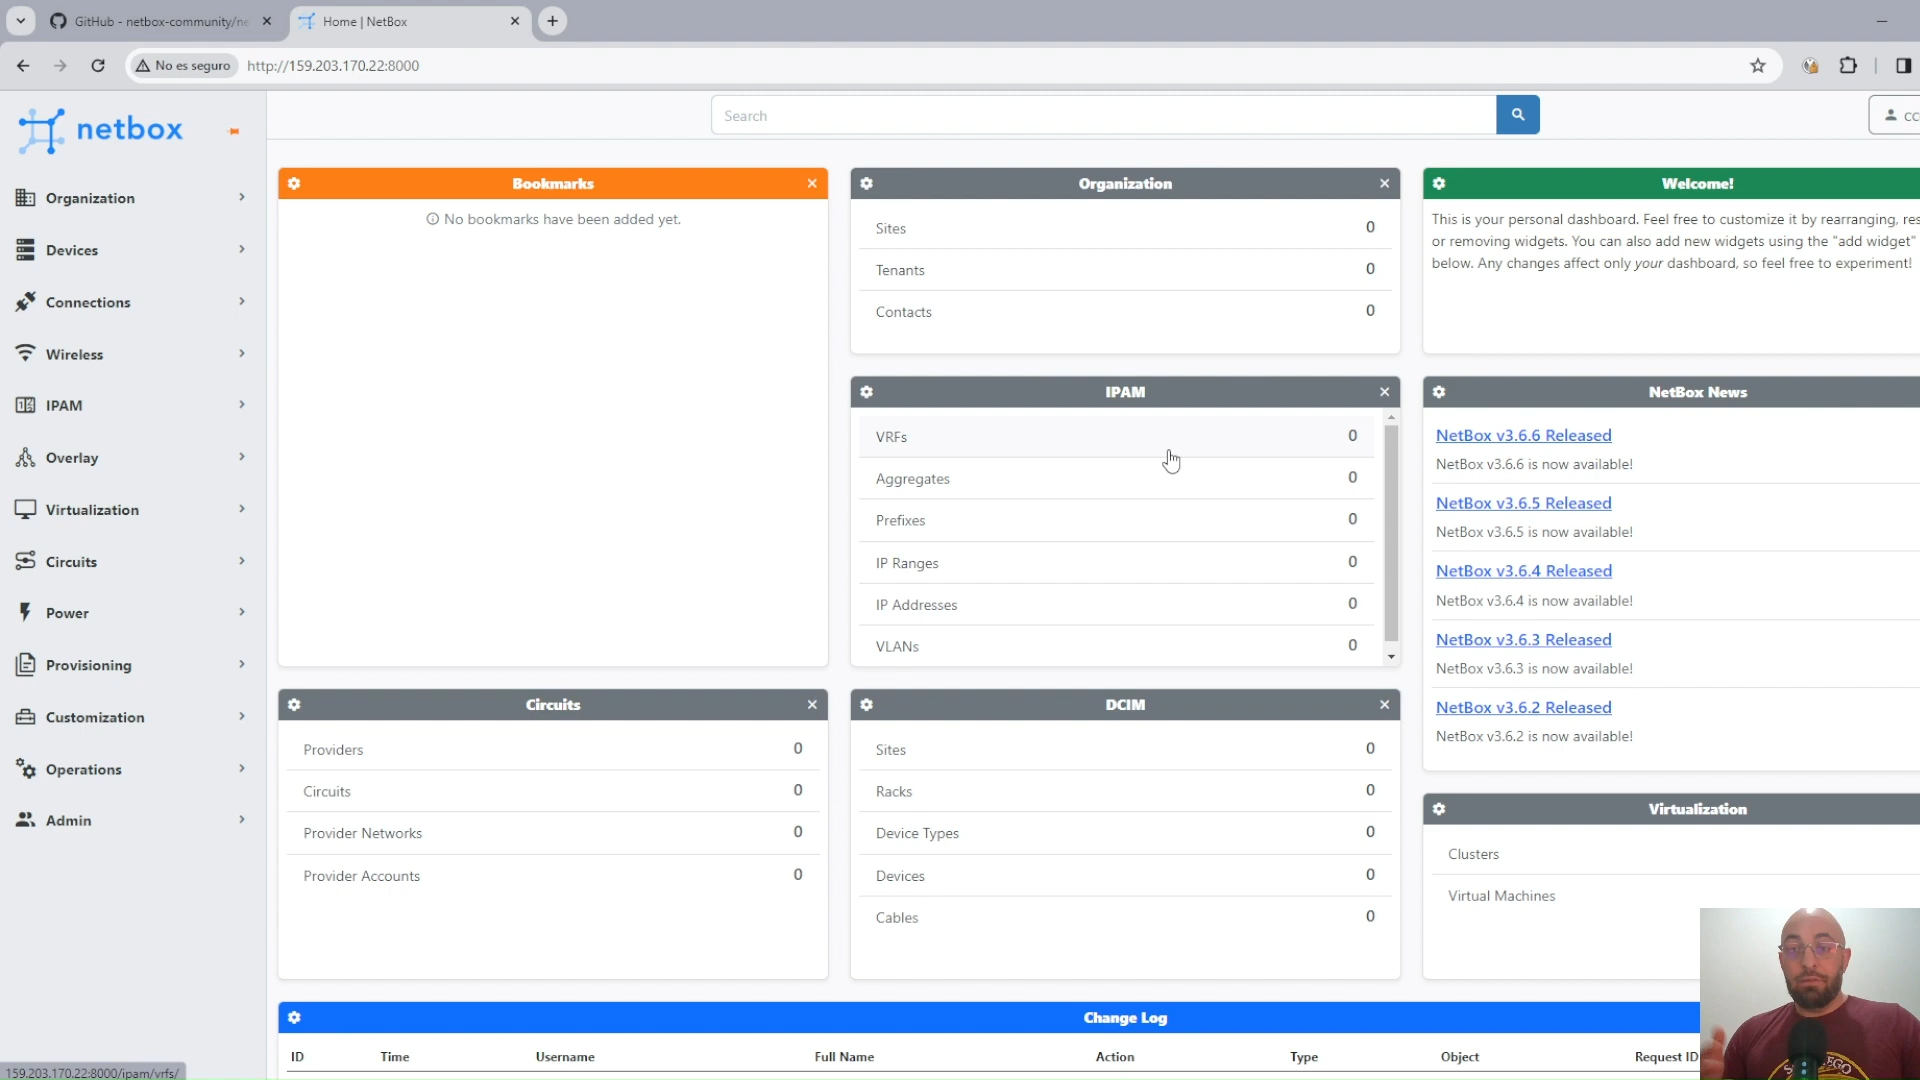 GitHub - netbox-community/ne
Home | NetBox
No es seguro
http://159.203.170.22:8000
netbox
Search
CC
Organization
Devices
Connections
Wireless
IPAM
Overlay
Virtualization
Circuits
Power
Provisioning
Customization
Operations
Admin
Bookmarks
No bookmarks have been added yet.
Organization
Sites 0
Tenants 0
Contacts 0
Welcome!
This is your personal dashboard. Feel free to customize it by rearranging, res
or removing widgets. You can also add new widgets using the "add widget"
below. Any changes affect only your dashboard, so feel free to experiment!
IPAM
VRFs 0
Aggregates 0
Prefixes 0
IP Ranges 0
IP Addresses 0
VLANs 0
NetBox News
NetBox v3.6.6 Released
NetBox v3.6.6 is now available!
NetBox v3.6.5 Released
NetBox v3.6.5 is now available!
NetBox v3.6.4 Released
NetBox v3.6.4 is now available!
NetBox v3.6.3 Released
NetBox v3.6.3 is now available!
NetBox v3.6.2 Released
NetBox v3.6.2 is now available!
Circuits
Providers 0
Circuits 0
Provider Networks 0
Provider Accounts 0
DCIM
Sites 0
Racks 0
Device Types 0
Devices 0
Cables 0
Virtualization
Clusters
Virtual Machines
Change Log
ID Time Username Full Name Action Type Object Request ID
159.203.170.22:8000/ipam/vrfs/